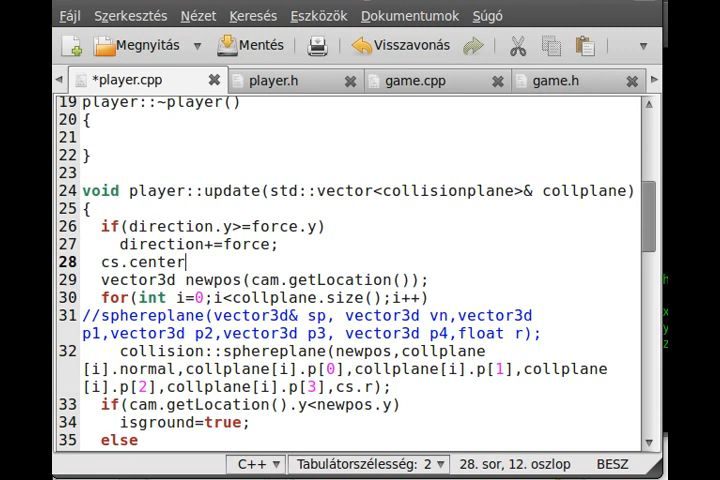 Fájl Szerkesztés Nézet Keresés Eszközök Dokumentumok Súgó
Megnyitás Mentés Visszavonás
*player.cpp player.h game.cpp game.h
19 player::~player()
20 {
21
22 }
23
24 void player::update(std::vector<collisionplane>& collplane)
25 {
26 if(direction.y>=force.y)
27 direction+=force;
28 cs.center
29 vector3d newpos(cam.getLocation());
30 for(int i=0;i<collplane.size();i++)
31 //sphereplane(vector3d& sp, vector3d vn,vector3d
p1,vector3d p2,vector3d p3, vector3d p4,float r);
32 collision::sphereplane(newpos,collplane
[i].normal,collplane[i].p[0],collplane[i].p[1],collplane
[i].p[2],collplane[i].p[3],cs.r);
33 if(cam.getLocation().y<newpos.y)
34 isground=true;
35 else
C++ Tabulátorszélesség: 2 28. sor, 12. oszlop BESZ